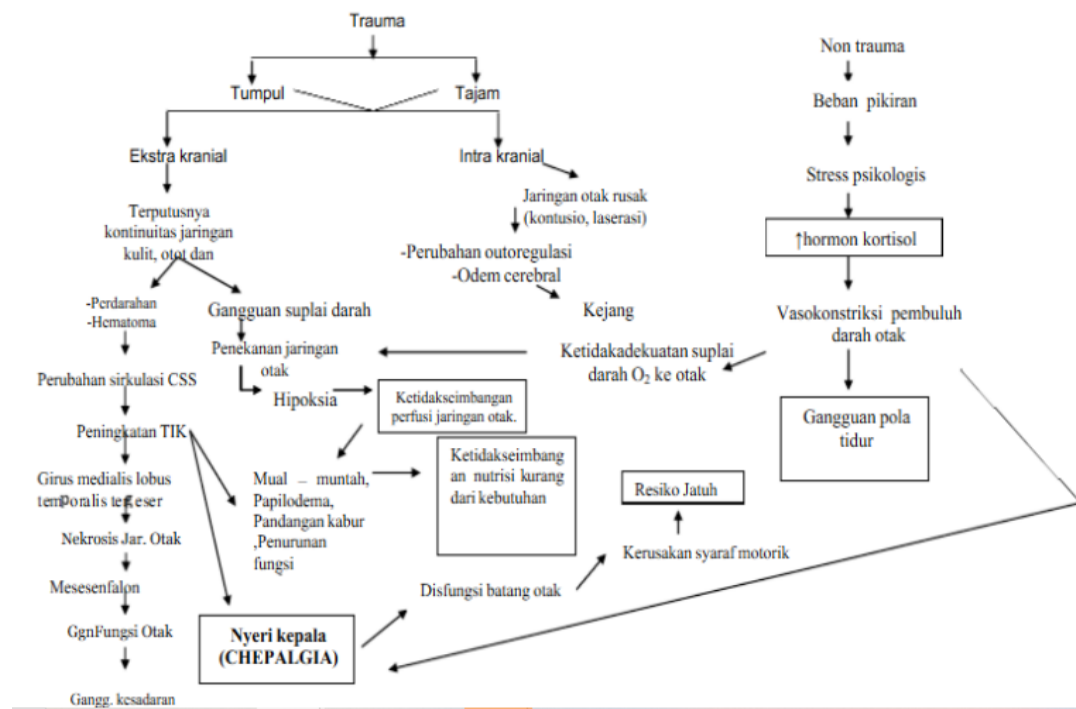 Trauma
Tumpul
Tajam
Ekstra kranial
Intra kranial
Terputusnya
kontinuitas jaringan
kulit, otot dan
Jaringan otak rusak
(kontusio, laserasi)
-Perubahan outoregulasi
-Odem cerebral
-Perdarahan
-Hematoma
Gangguan suplai darah
Kejang
Penekanan jaringan
otak
Ketidakadekuatan suplai
darah O₂ ke otak
Perubahan sirkulasi CSS
Hipoksia
Ketidakseimbangan
perfusi jaringan otak.
Peningkatan TIK
Girus medialis lobus
temporalis tergeser
Mual – muntah,
Papilodema,
Pandangan kabur
,Penurunan
fungsi
Ketidakseimbang
an nutrisi kurang
dari kebutuhan
Nekrosis Jar. Otak
Mesesenfalon
GgnFungsi Otak
Gangg. kesadaran
Nyeri kepala
(CHEPALGIA)
Disfungsi batang otak
Kerusakan syaraf motorik
Resiko Jatuh
Non trauma
Beban pikiran
Stress psikologis
↑hormon kortisol
Vasokonstriksi pembuluh
darah otak
Gangguan pola
tidur